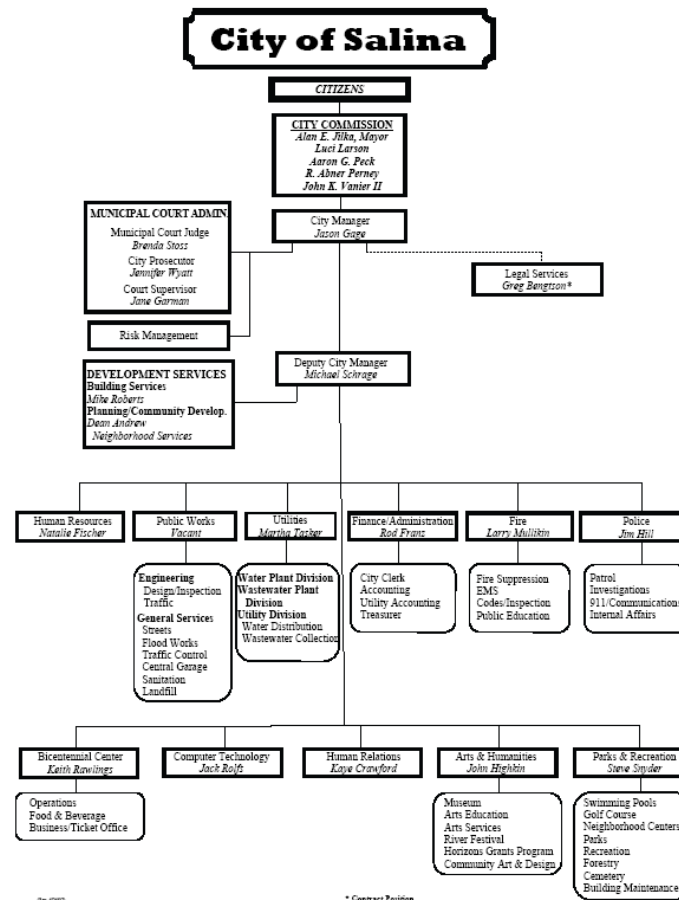 City of Salina
CITIZENS
CITY COMMISSION
Alan E. Jilka, Mayor
Luci Larson
Aaron G. Peck
R. Abner Perney
John K. Vanier II
City Manager
Jason Gage
MUNICIPAL COURT ADMIN.
Municipal Court Judge
Brenda Stoss
City Prosecutor
Jennifer Wyatt
Court Supervisor
Jane Garman
Legal Services
Greg Bengtson*
Risk Management
Deputy City Manager
Michael Schrage
DEVELOPMENT SERVICES
Building Services
Mike Roberts
Planning/Community Develop.
Dean Andrew
Neighborhood Services
Human Resources
Natalie Fischer
Public Works
Vacant
Engineering
Design/Inspection
Traffic
General Services
Streets
Flood Works
Traffic Control
Central Garage
Sanitation
Landfill
Utilities
Martha Tasker
Water Plant Division
Wastewater Plant
Division
Utility Division
Water Distribution
Wastewater Collection
Finance/Administration
Rod Franz
City Clerk
Accounting
Utility Accounting
Treasurer
Fire
Larry Mullikin
Fire Suppression
EMS
Codes/Inspection
Public Education
Police
Jim Hill
Patrol
Investigations
911/Communications
Internal Affairs
Bicentennial Center
Keith Rawlings
Operations
Food & Beverage
Business/Ticket Office
Computer Technology
Jack Rolfs
Human Relations
Kaye Crawford
Arts & Humanities
John Highkin
Museum
Arts Education
Arts Services
River Festival
Horizons Grants Program
Community Art & Design
Parks & Recreation
Steve Snyder
Swimming Pools
Golf Course
Neighborhood Centers
Parks
Recreation
Forestry
Cemetery
Building Maintenance
* Contract Position